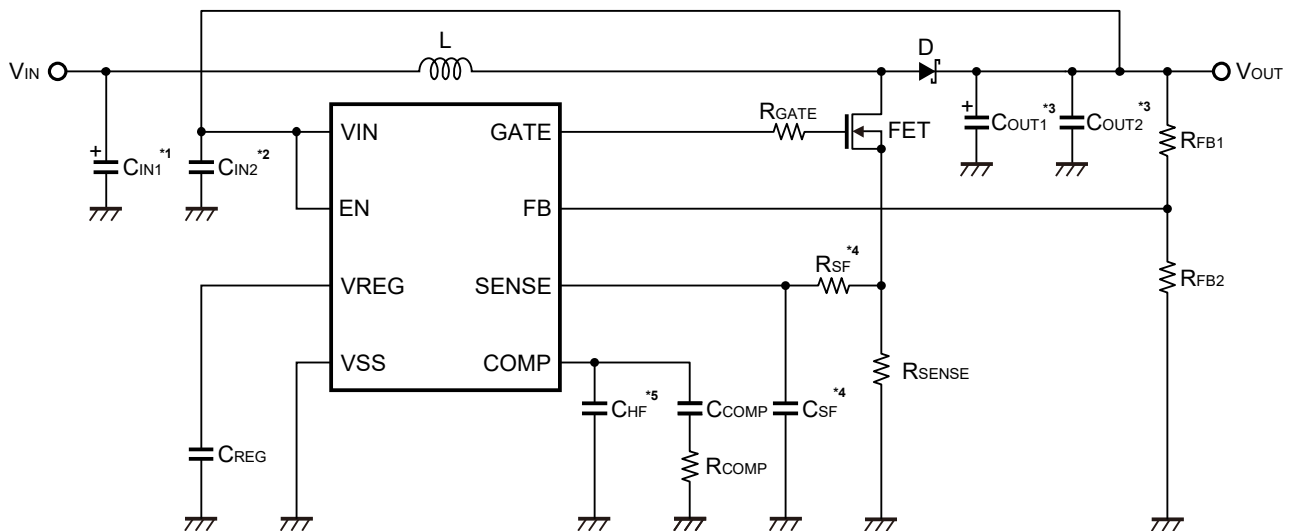 L
D
VIN
VOUT
RGATE
FET
COUT1*3
COUT2*3
RFB1
VIN
GATE
CIN1*1
CIN2*2
+
+
EN
FB
RSF*4
RFB2
VREG
SENSE
VSS
COMP
RSENSE
CHF*5
CCOMP
CSF*4
CREG
RCOMP